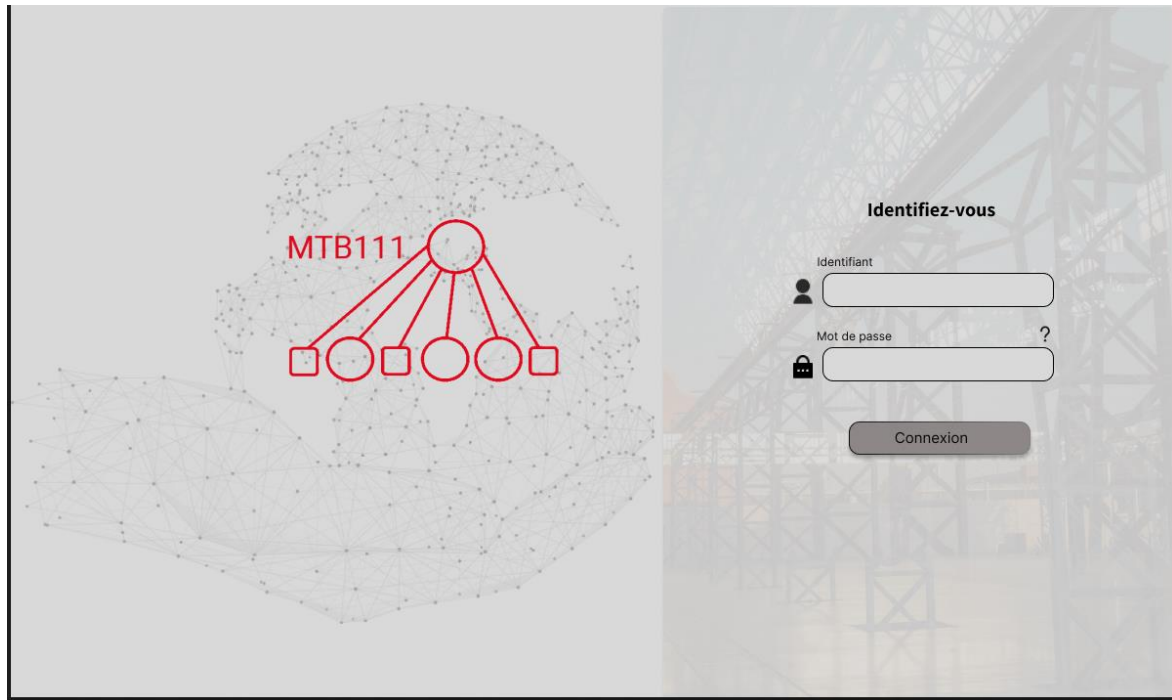 MTB111
Identifiez-vous
Identifiant
Mot de passe
?
Connexion